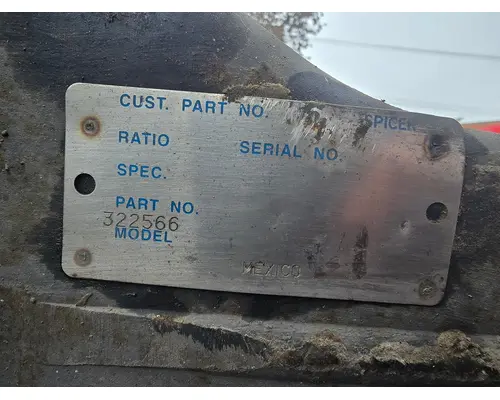 CUST. PART NO. SPICER
RATIO SERIAL NO.
SPEC.
PART NO.
322566
MODEL
MEXICO